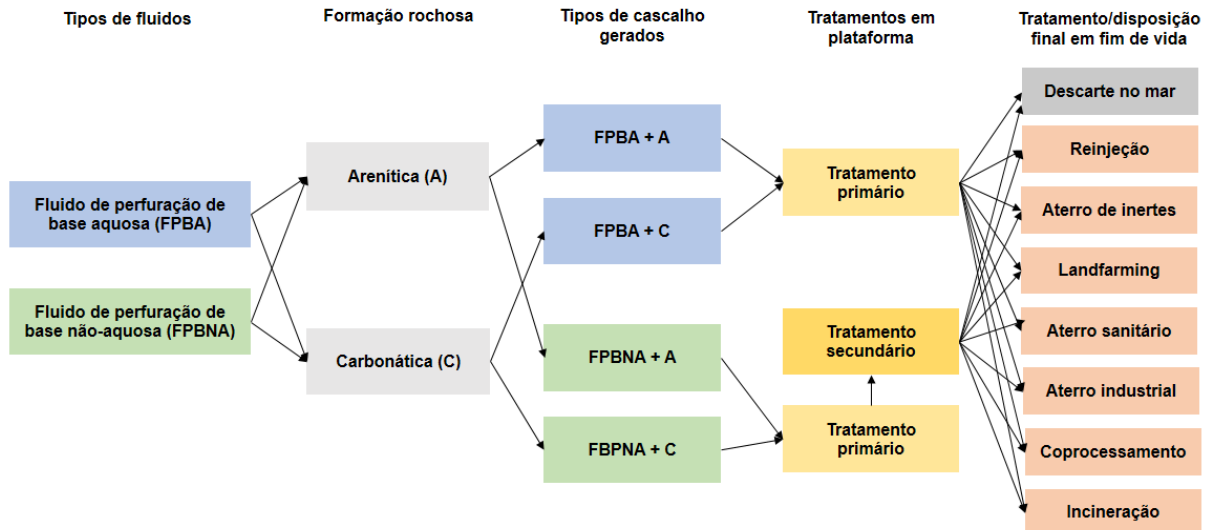 Tipos de fluidos
Formação rochosa
Tipos de cascalho
gerados
Tratamentos em
plataforma
Tratamento/disposição
final em fim de vida
Fluido de perfuração de
base aquosa (FPBA)
Fluido de perfuração de
base não-aquosa (FPBNA)
Arenítica (A)
Carbonática (C)
FPBA + A
FPBA + C
FPBNA + A
FBPNA + C
Tratamento
primário
Tratamento
secundário
Tratamento
primário
Descarte no mar
Reinjeção
Aterro de inertes
Landfarming
Aterro sanitário
Aterro industrial
Coprocessamento
Incineração